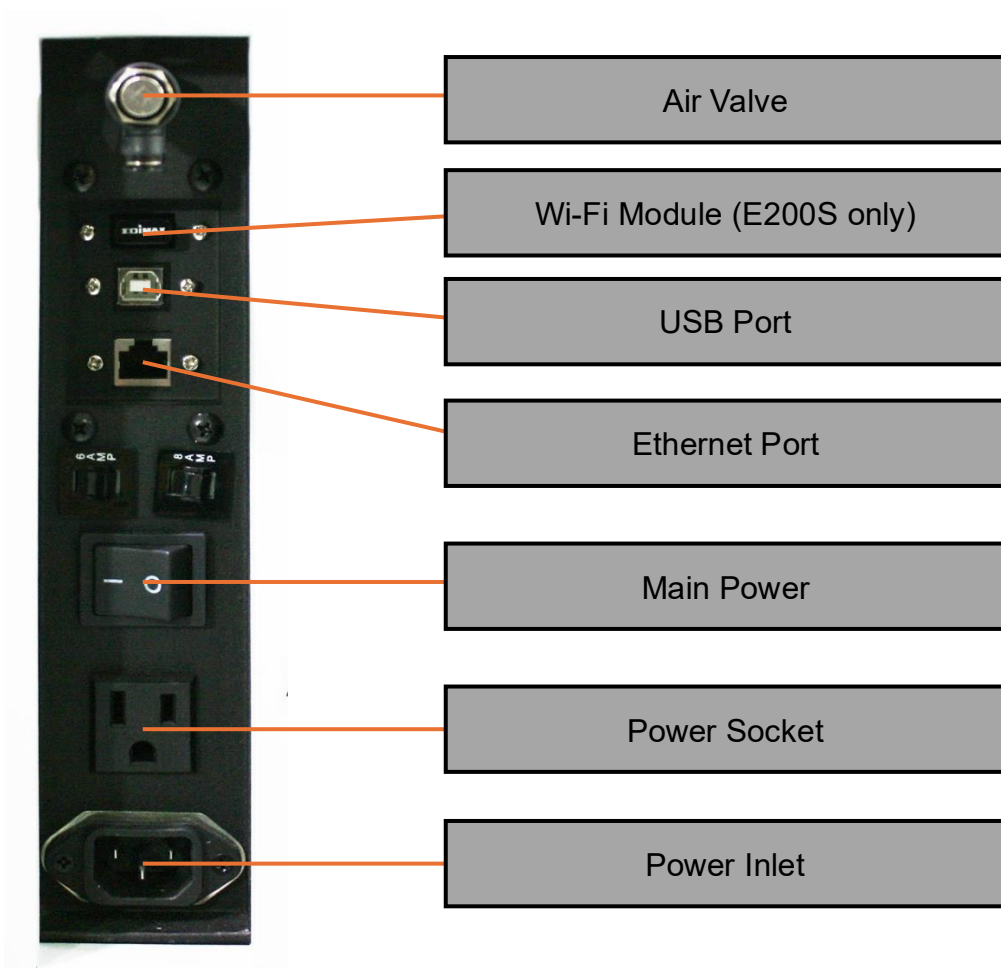 Air Valve
Wi-Fi Module (E200S only)
EDIMAX
USB Port
Ethernet Port
6 AMP
8 AMP
I O
Main Power
Power Socket
Power Inlet